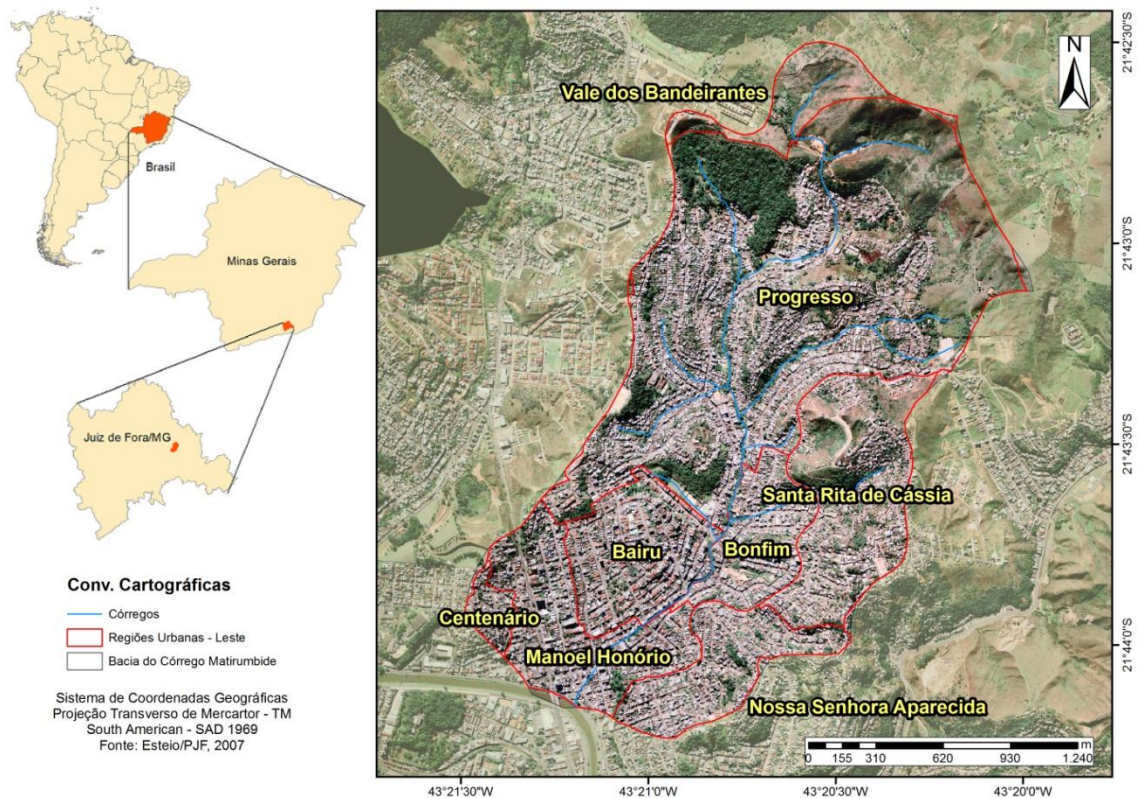 Brasil
Minas Gerais
Juiz de Fora/MG
Conv. Cartográficas
Córregos
Regiões Urbanas - Leste
Bacia do Córrego Matirumbide
Sistema de Coordenadas Geográficas
Projeção Transverso de Mercartor - TM
South American - SAD 1969
Fonte: Esteio/PJF, 2007
N
Vale dos Bandeirantes
Progresso
Santa Rita de Cássia
Bairu
Bonfim
Centenário
Manoel Honório
Nossa Senhora Aparecida
m
0 155 310 620 930 1.240
21°42'30"S
21°43'0"S
21°43'30"S
21°44'0"S
43°21'30"W
43°21'0"W
43°20'30"W
43°20'0"W